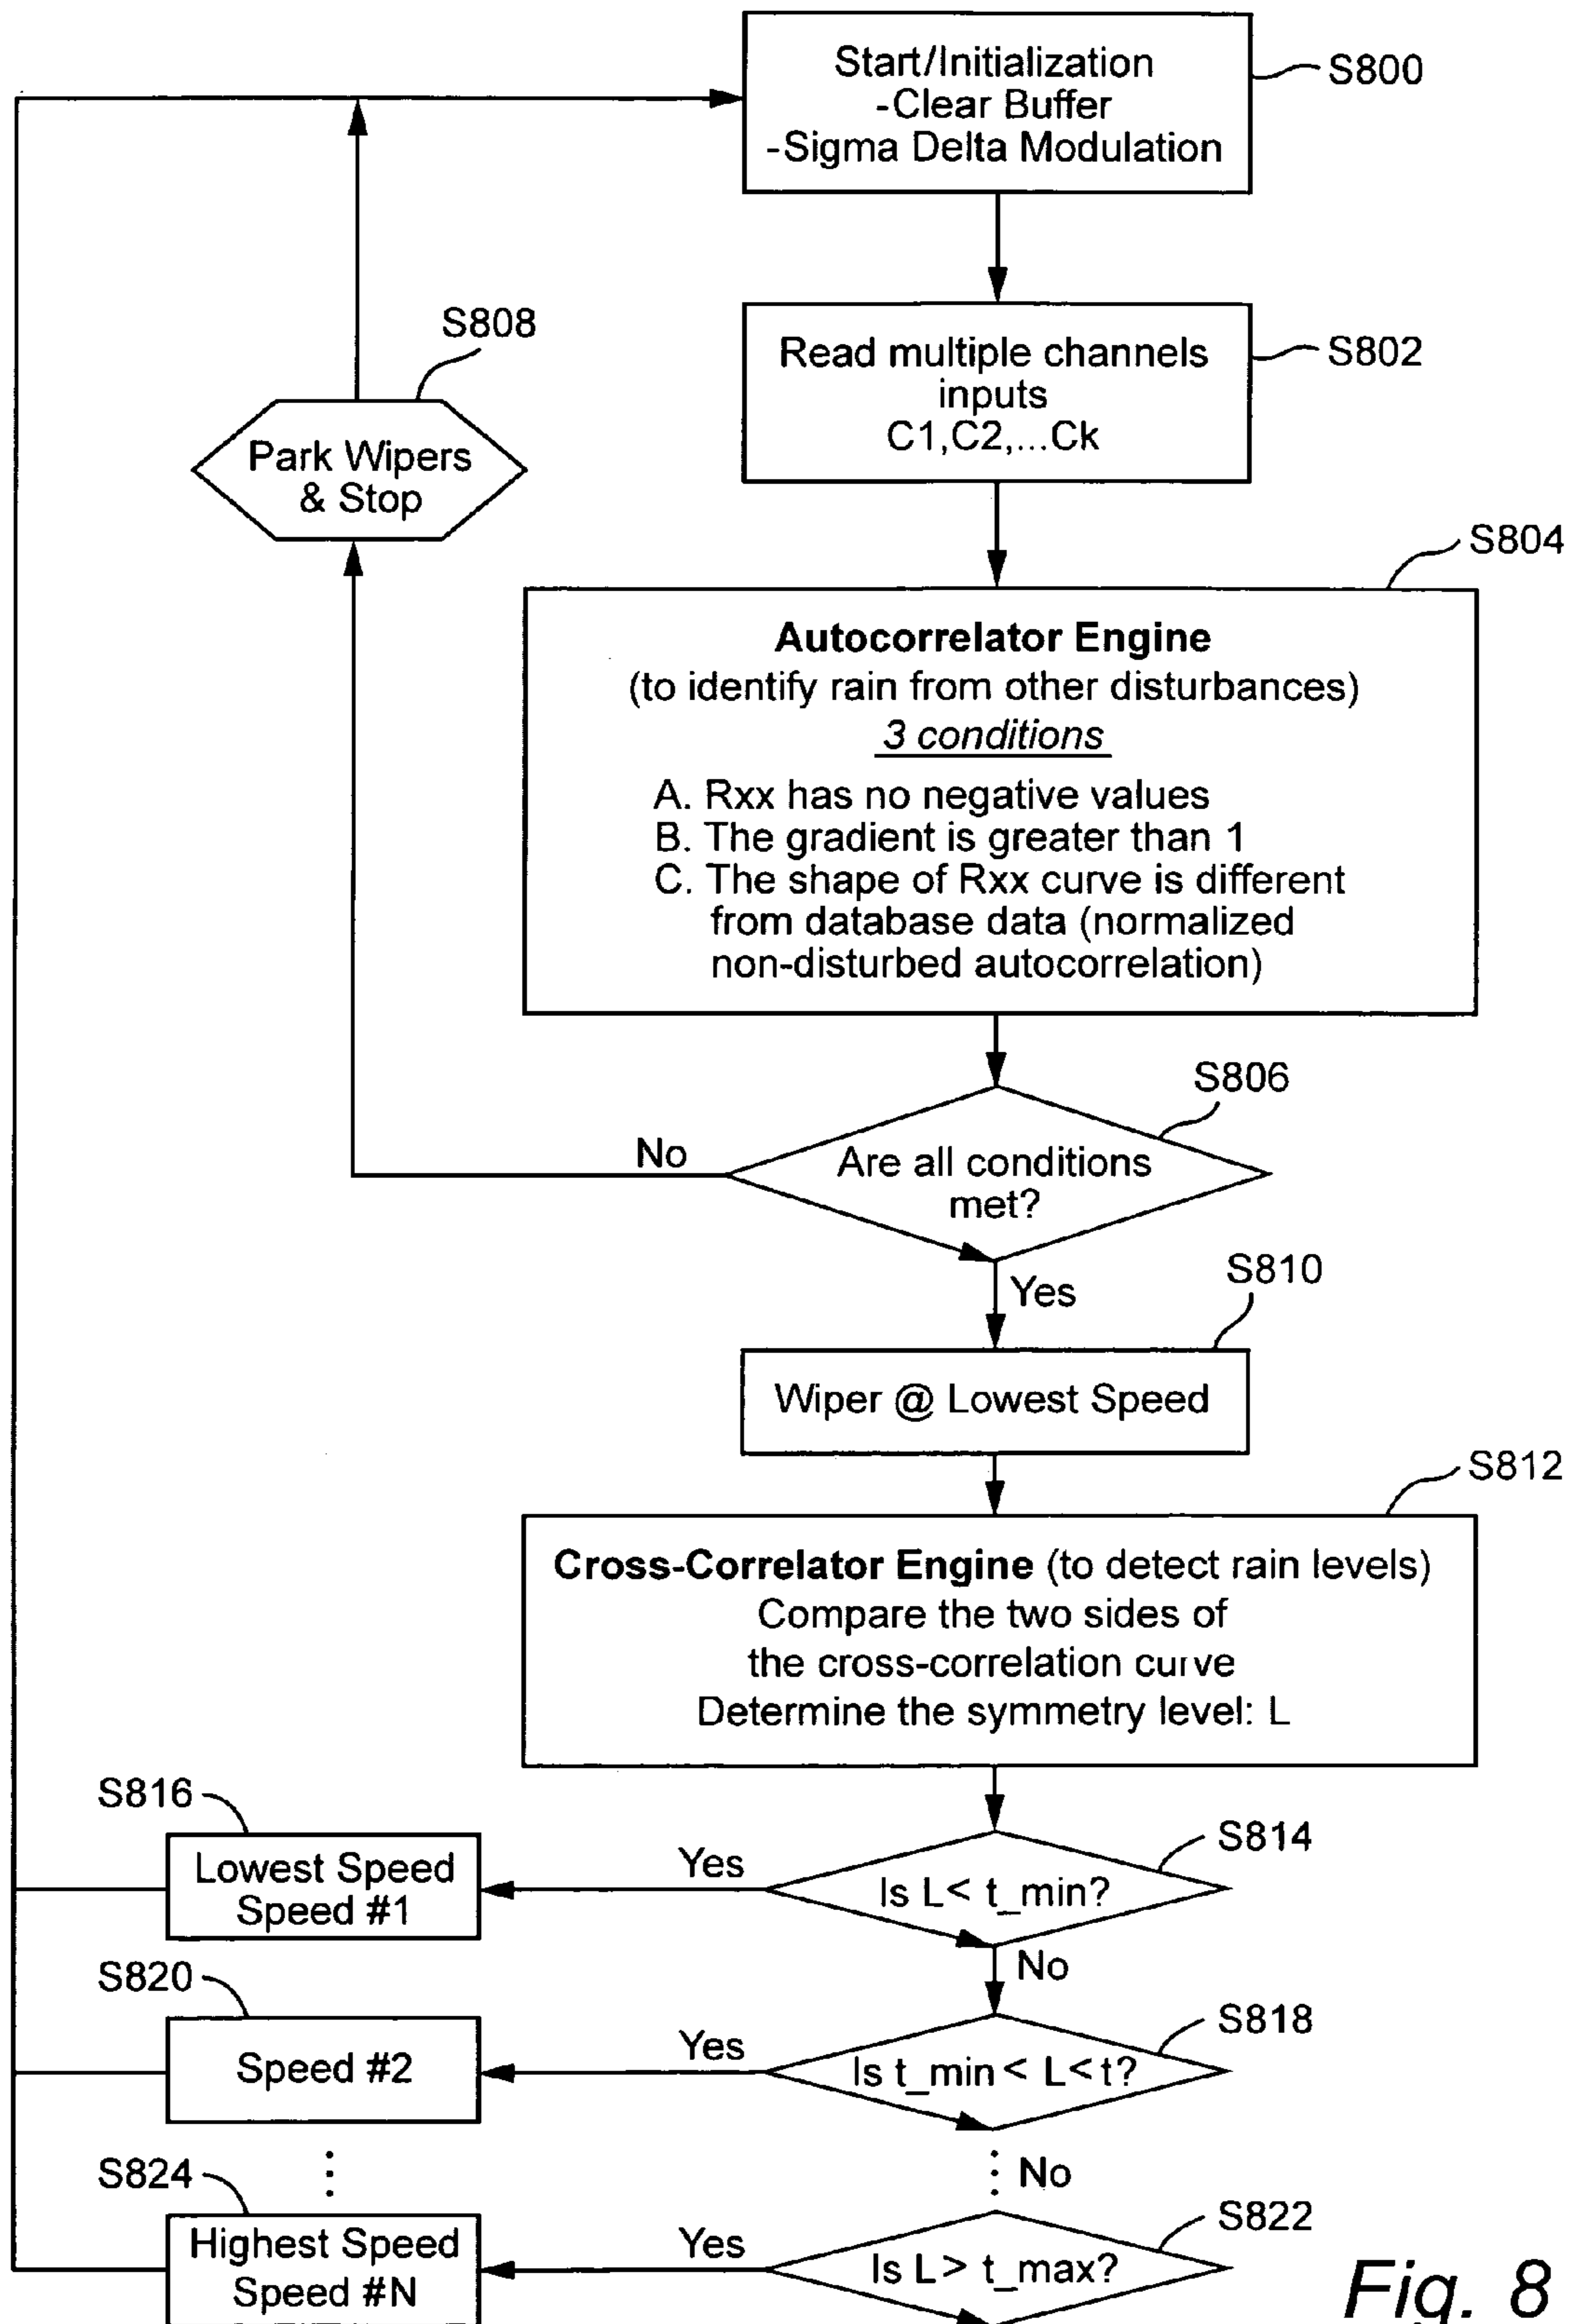 Start/Initialization
-Clear Buffer
-Sigma Delta Modulation
S800
Read multiple channels
inputs
C1,C2,...Ck
S802
S808
Park Wipers
& Stop
S804
Autocorrelator Engine
(to identify rain from other disturbances)
3 conditions
A. Rxx has no negative values
B. The gradient is greater than 1
C. The shape of Rxx curve is different
from database data (normalized
non-disturbed autocorrelation)
S806
No
Are all conditions
met?
Yes
S810
Wiper @ Lowest Speed
S812
Cross-Correlator Engine (to detect rain levels)
Compare the two sides of
the cross-correlation curve
Determine the symmetry level: L
S816
Lowest Speed
Speed #1
Yes
S814
Is L< t_min?
No
S820
Speed #2
Yes
S818
Is t_min < L<t?
No
S824
Highest Speed
Speed #N
Yes
S822
Is L> t_max?
Fig. 8